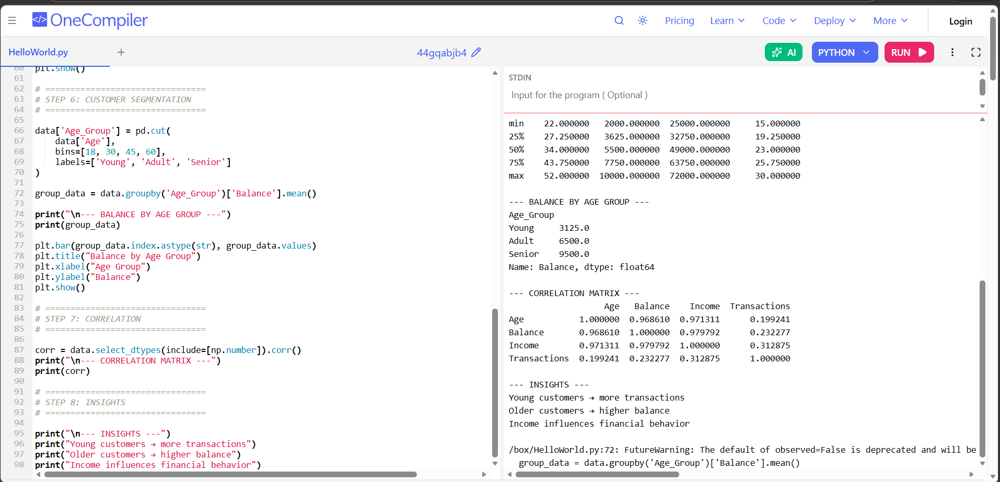 </> OneCompiler
Pricing
Learn
Code
Deploy
More
Login
HelloWorld.py
+
44gqabjb4
AI
PYTHON
RUN
60 plt.show()
61
62 # ================================
63 # STEP 6: CUSTOMER SEGMENTATION
64 # ================================
65
66 data['Age_Group'] = pd.cut(
67     data['Age'],
68     bins=[18, 30, 45, 60],
69     labels=['Young', 'Adult', 'Senior']
70 )
71
72 group_data = data.groupby('Age_Group')['Balance'].mean()
73
74 print("\n--- BALANCE BY AGE GROUP ---")
75 print(group_data)
76
77 plt.bar(group_data.index.astype(str), group_data.values)
78 plt.title("Balance by Age Group")
79 plt.xlabel("Age Group")
80 plt.ylabel("Balance")
81 plt.show()
82
83 # ================================
84 # STEP 7: CORRELATION
85 # ================================
86
87 corr = data.select_dtypes(include=[np.number]).corr()
88 print("\n--- CORRELATION MATRIX ---")
89 print(corr)
90
91 # ================================
92 # STEP 8: INSIGHTS
93 # ================================
94
95 print("\n--- INSIGHTS ---")
96 print("Young customers → more transactions")
97 print("Older customers → higher balance")
98 print("Income influences financial behavior")
STDIN
Input for the program ( Optional )
min    22.000000   2000.000000  25000.000000     15.000000
25%    27.250000   3625.000000  32750.000000     19.250000
50%    34.000000   5500.000000  49000.000000     23.000000
75%    43.750000   7750.000000  63750.000000     25.750000
max    52.000000  10000.000000  72000.000000     30.000000
--- BALANCE BY AGE GROUP ---
Age_Group
Young     3125.0
Adult     6500.0
Senior    9500.0
Name: Balance, dtype: float64
--- CORRELATION MATRIX ---
                   Age   Balance    Income  Transactions
Age           1.000000  0.968610  0.971311      0.199241
Balance       0.968610  1.000000  0.979792      0.232277
Income        0.971311  0.979792  1.000000      0.312875
Transactions  0.199241  0.232277  0.312875      1.000000
--- INSIGHTS ---
Young customers → more transactions
Older customers → higher balance
Income influences financial behavior
/box/HelloWorld.py:72: FutureWarning: The default of observed=False is deprecated and will be
  group_data = data.groupby('Age_Group')['Balance'].mean()